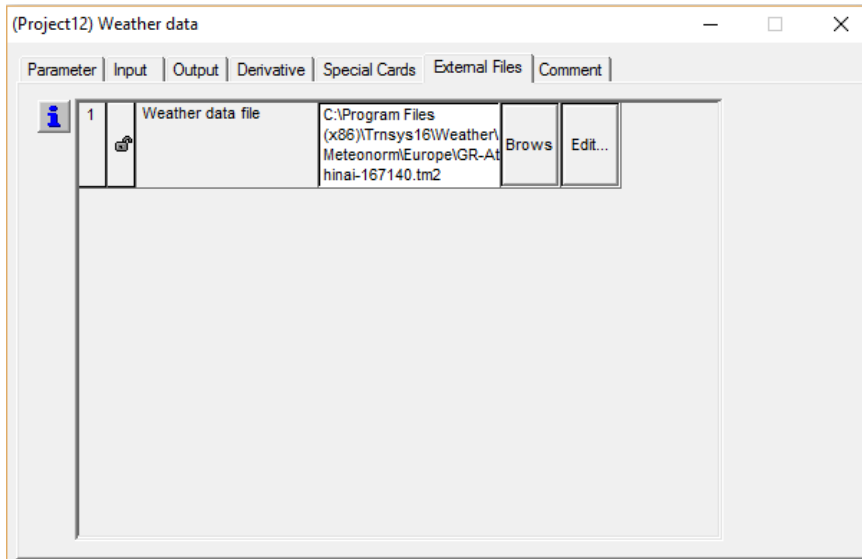 (Project12) Weather data
Parameter Input Output Derivative Special Cards External Files Comment
i 1 Weather data file C:\Program Files
(x86)\Trnsys16\Weather\
Meteonorm\Europe\GR-At
hinai-167140.tm2
Brows Edit...